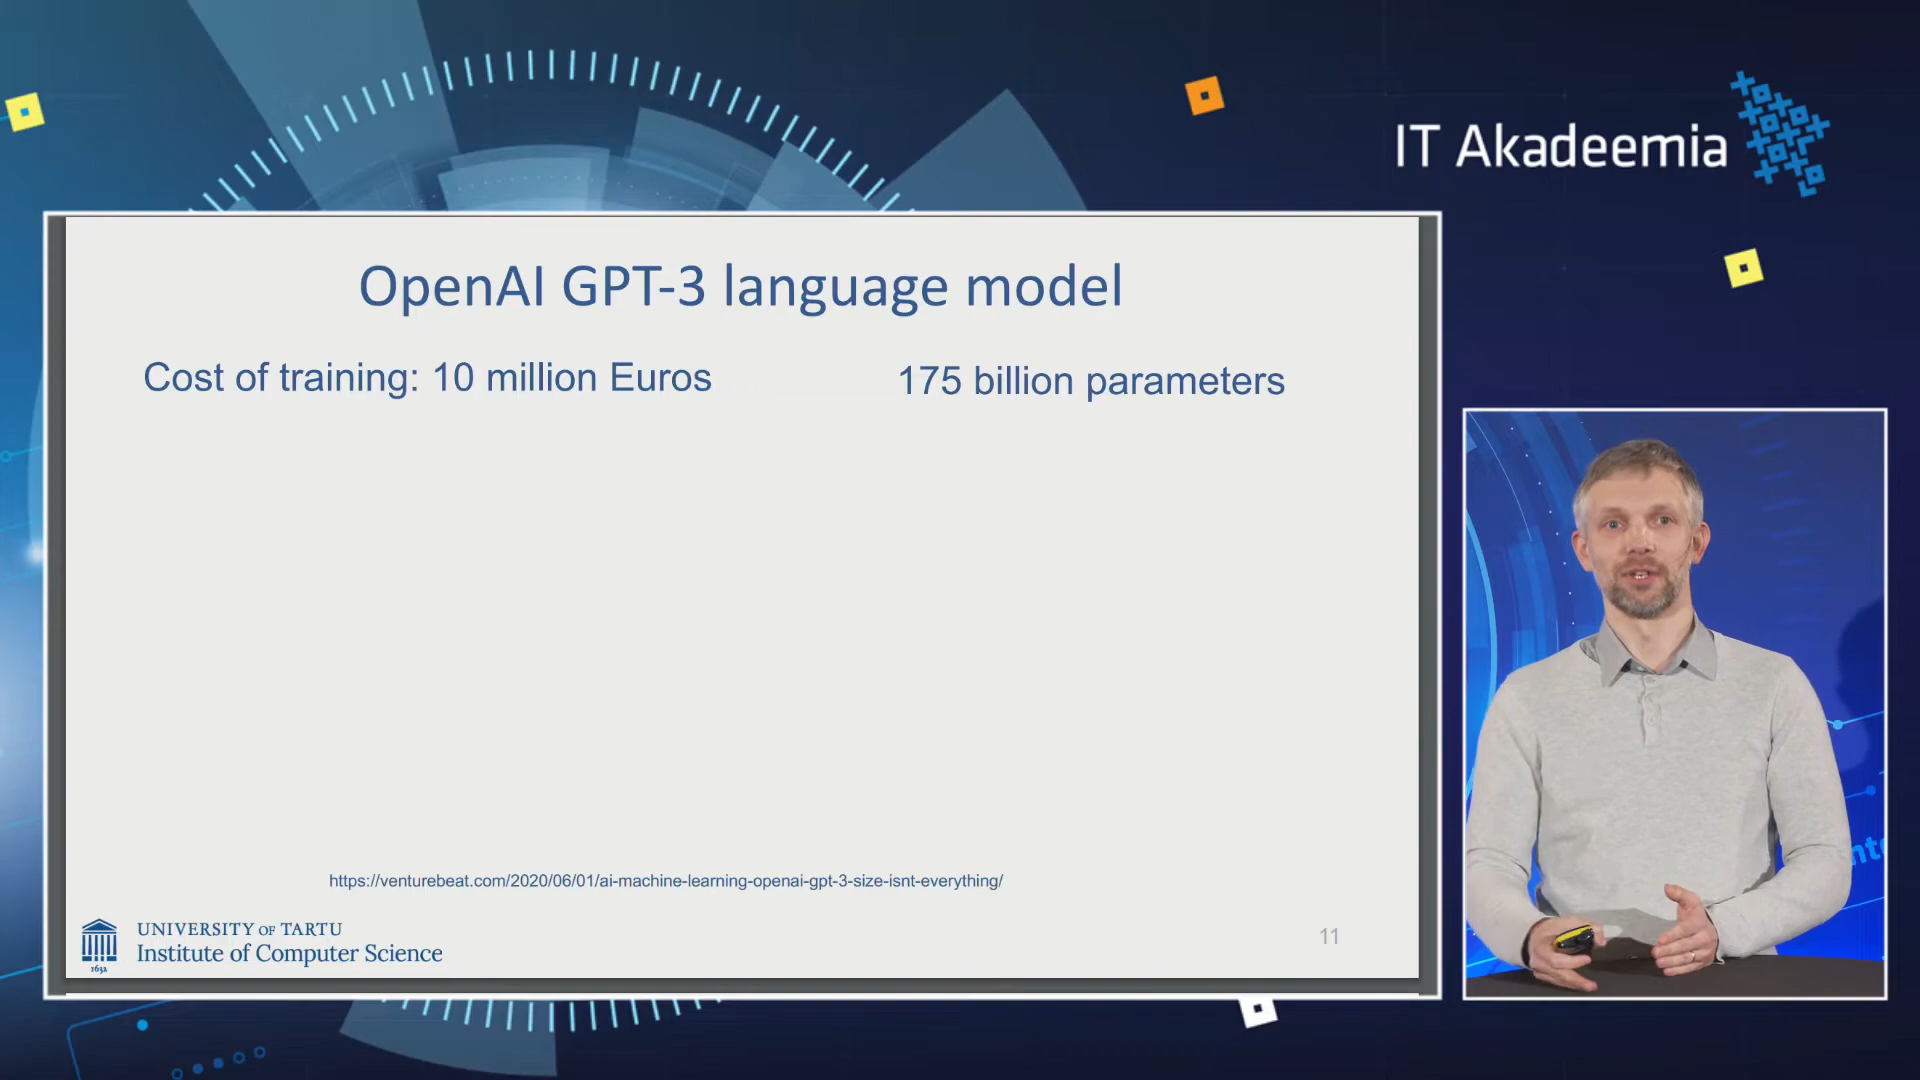 IT Akadeemia
OpenAI GPT-3 language model
Cost of training: 10 million Euros
175 billion parameters
https://venturebeat.com/2020/06/01/ai-machine-learning-openai-gpt-3-size-isnt-everything/
UNIVERSITY OF TARTU
Institute of Computer Science
1632
11